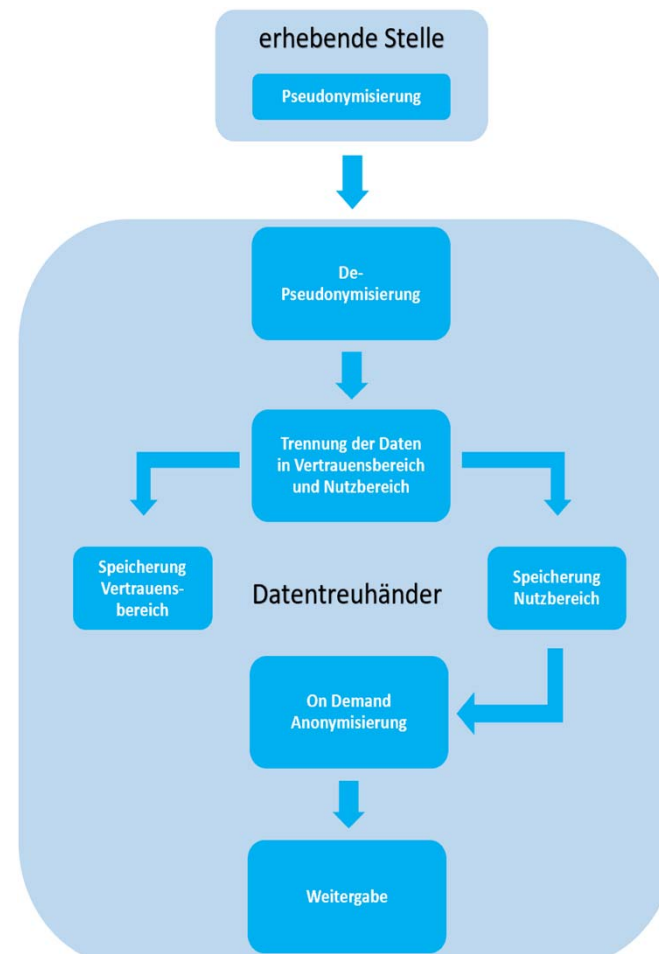 erhebende Stelle
Pseudonymisierung
De-
Pseudonymisierung
Trennung der Daten
in Vertrauensbereich
und Nutzbereich
Speicherung
Vertrauens-
bereich
Datentreuhänder
Speicherung
Nutzbereich
On Demand
Anonymisierung
Weitergabe